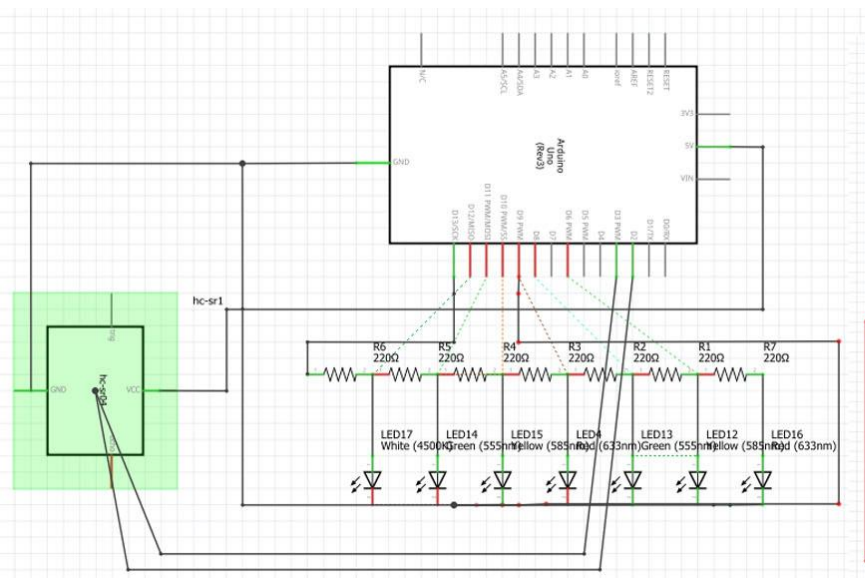 N/C
A5/SCL
A4/SDA
A3
A2
A1
A0
ioref
AREF
RESET2
RESET
3V3
5V
VIN
GND
Arduino
Uno
(Rev3)
D13/SCK
D12/MISO
D11 PWM/MOSI
D10 PWM/SS
D9 PWM
D8
D7
D6 PWM
D5 PWM
D4
D3 PWM
D2
D1/TX
D0/RX
hc-sr1
GND
VCC
R6
220Ω
R5
220Ω
R4
220Ω
R3
220Ω
R2
220Ω
R1
220Ω
R7
220Ω
LED17
White (4500K)
LED14
Green (555nm)
LED15
Yellow (585nm)
LED4
Red (633nm)
LED13
Green (555nm)
LED12
Yellow (585nm)
LED16
Red (633nm)